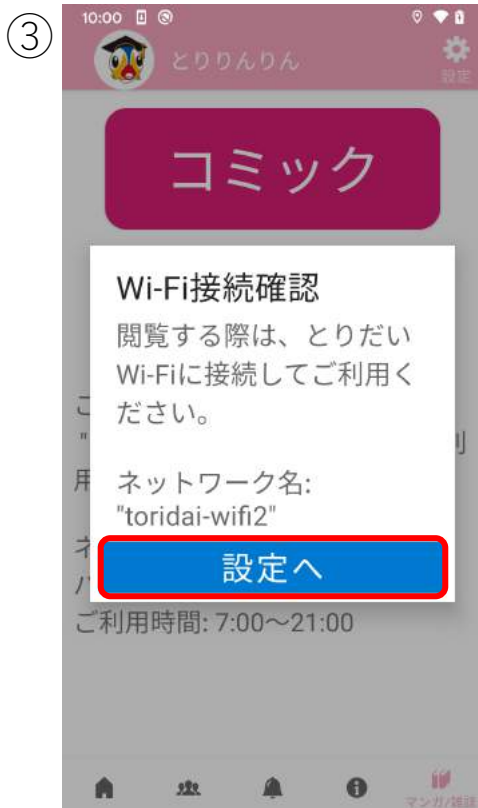 ③
10:00
とりりんりん
設定
コミック
Wi-Fi接続確認
閲覧する際は、とりだい
Wi-Fiに接続してご利用く
ださい。
ネットワーク名:
"toridai-wifi2"
設定へ
ご利用時間: 7:00～21:00
マンガ/雑誌